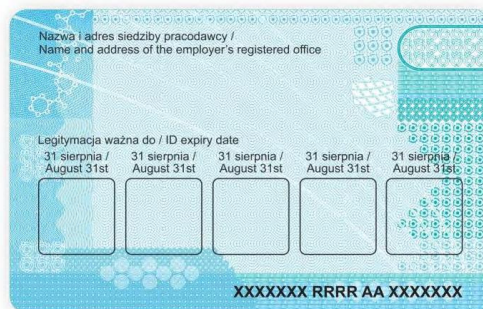 Nazwa i adres siedziby pracodawcy /
Name and address of the employer's registered office
Legitymacja ważna do / ID expiry date
31 sierpnia / 31 sierpnia / 31 sierpnia / 31 sierpnia / 31 sierpnia /
August 31st August 31st August 31st August 31st August 31st
XXXXXXX RRRR AA XXXXXXX